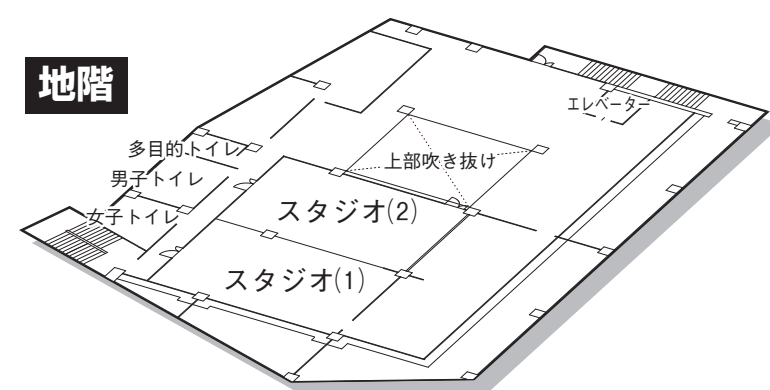 地階
エレベーター
多目的トイレ
上部吹き抜け
男子トイレ
スタジオ(2)
女子トイレ
スタジオ(1)